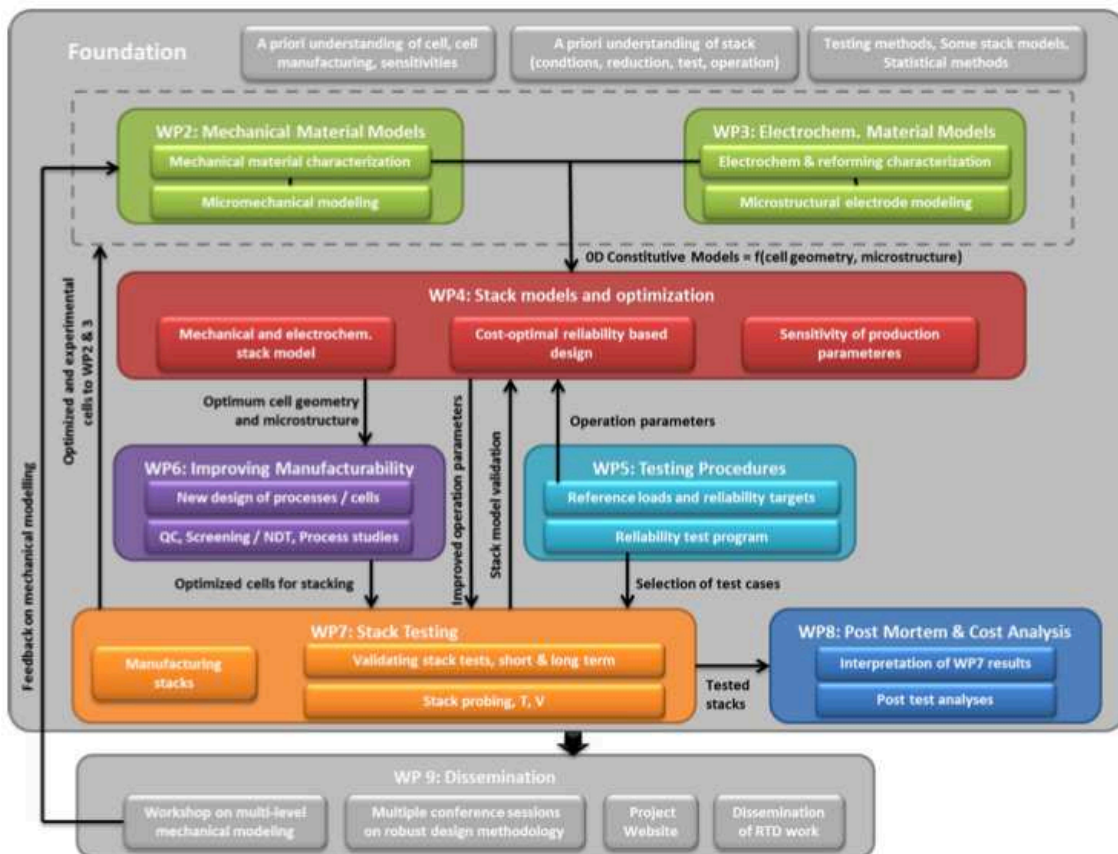 Foundation
A priori understanding of cell, cell
manufacturing, sensitivities
A priori understanding of stack
(condtions, reduction, test, operation)
Testing methods, Some stack models,
Statistical methods
WP2: Mechanical Material Models
Mechanical material characterization
Micromechanical modeling
WP3: Electrochem. Material Models
Electrochem & reforming characterization
Microstructural electrode modeling
0D Constitutive Models = f(cell geometry, microstructure)
WP4: Stack models and optimization
Mechanical and electrochem.
stack model
Cost-optimal reliability based
design
Sensitivity of production
parameteres
Optimized and experimental
cells to WP2 & 3
Feedback on mechanical modelling
Optimum cell geometry
and microstructure
Improved operation parameters
Stack model validation
Operation parameters
WP6: Improving Manufacturability
New design of processes / cells
QC, Screening / NDT, Process studies
WP5: Testing Procedures
Reference loads and reliability targets
Reliability test program
Optimized cells for stacking
Selection of test cases
WP7: Stack Testing
Manufacturing
stacks
Validating stack tests, short & long term
Stack probing, T, V
Tested
stacks
WP8: Post Mortem & Cost Analysis
Interpretation of WP7 results
Post test analyses
WP 9: Dissemination
Workshop on multi-level
mechanical modeling
Multiple conference sessions
on robust design methodology
Project
Website
Dissemination
of RTD work